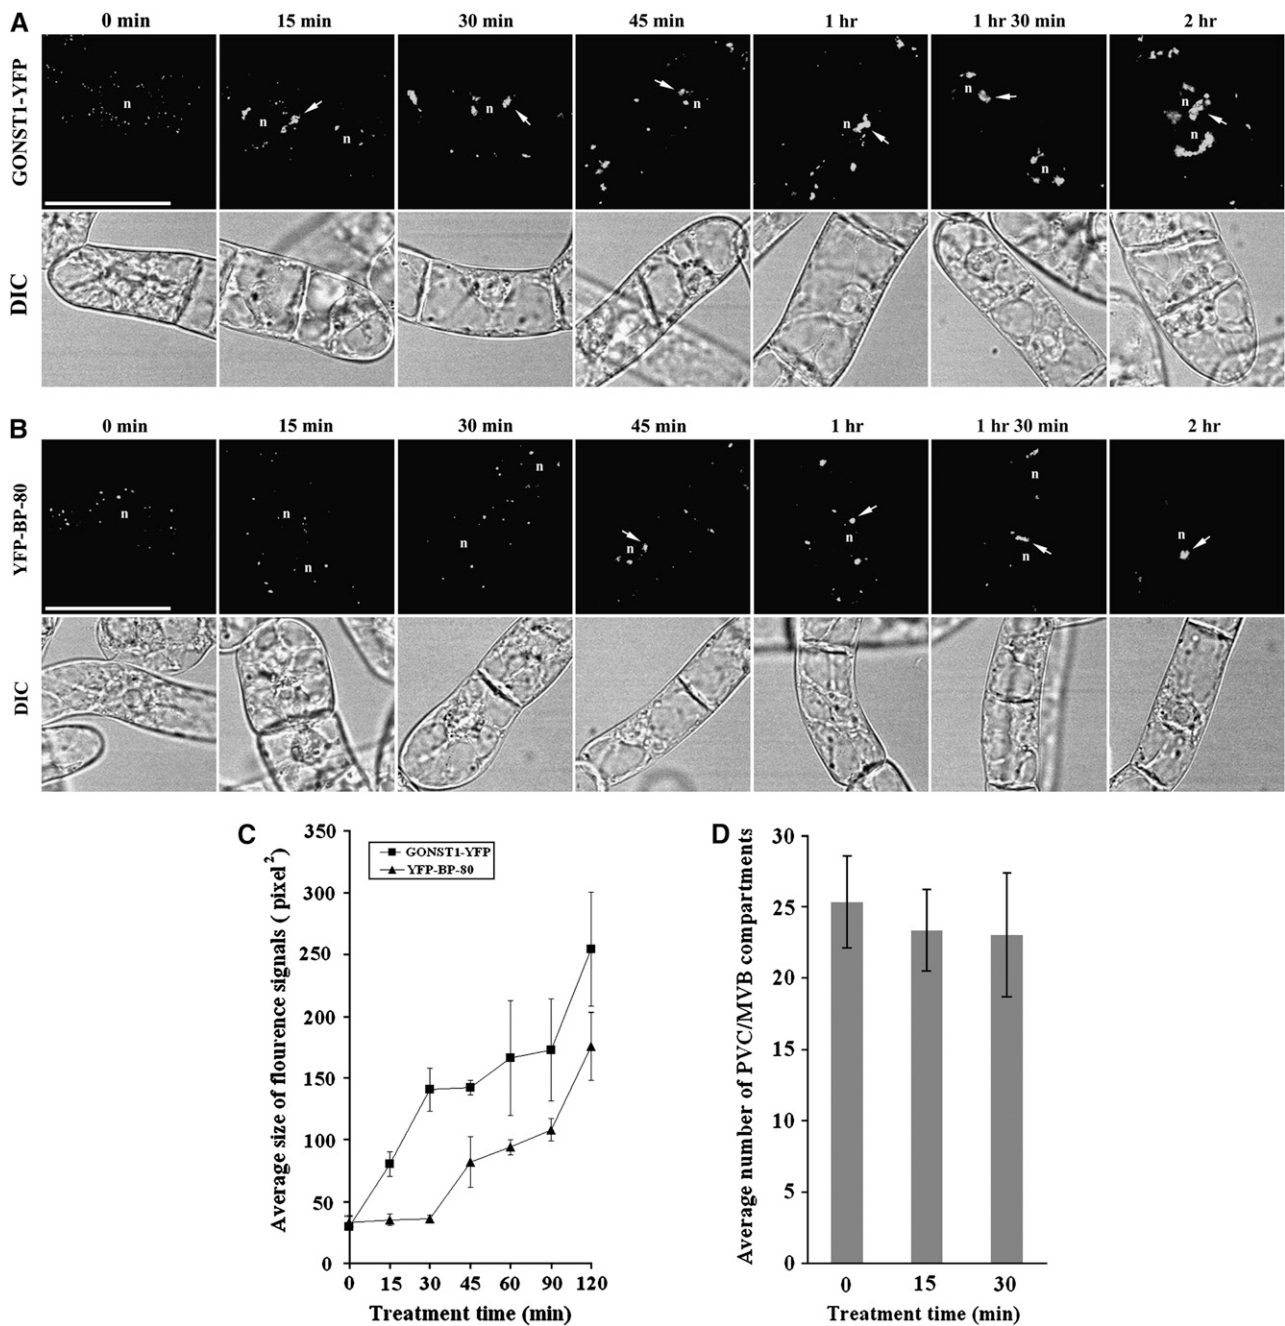 A
0 min 15 min 30 min 45 min 1 hr 1 hr 30 min 2 hr
GONST1-YFP
n n n n n n n n n n
DIC
B
0 min 15 min 30 min 45 min 1 hr 1 hr 30 min 2 hr
YFP-BP-80
n n n n n n n n n n
DIC
C
350
300
250
200
150
100
50
0
Average size of flourence signals ( pixel2)
GONST1-YFP
YFP-BP-80
0 15 30 45 60 90 120
Treatment time (min)
D
30
25
20
15
10
5
0
Average number of PVC/MVB compartments
0 15 30
Treatment time (min)